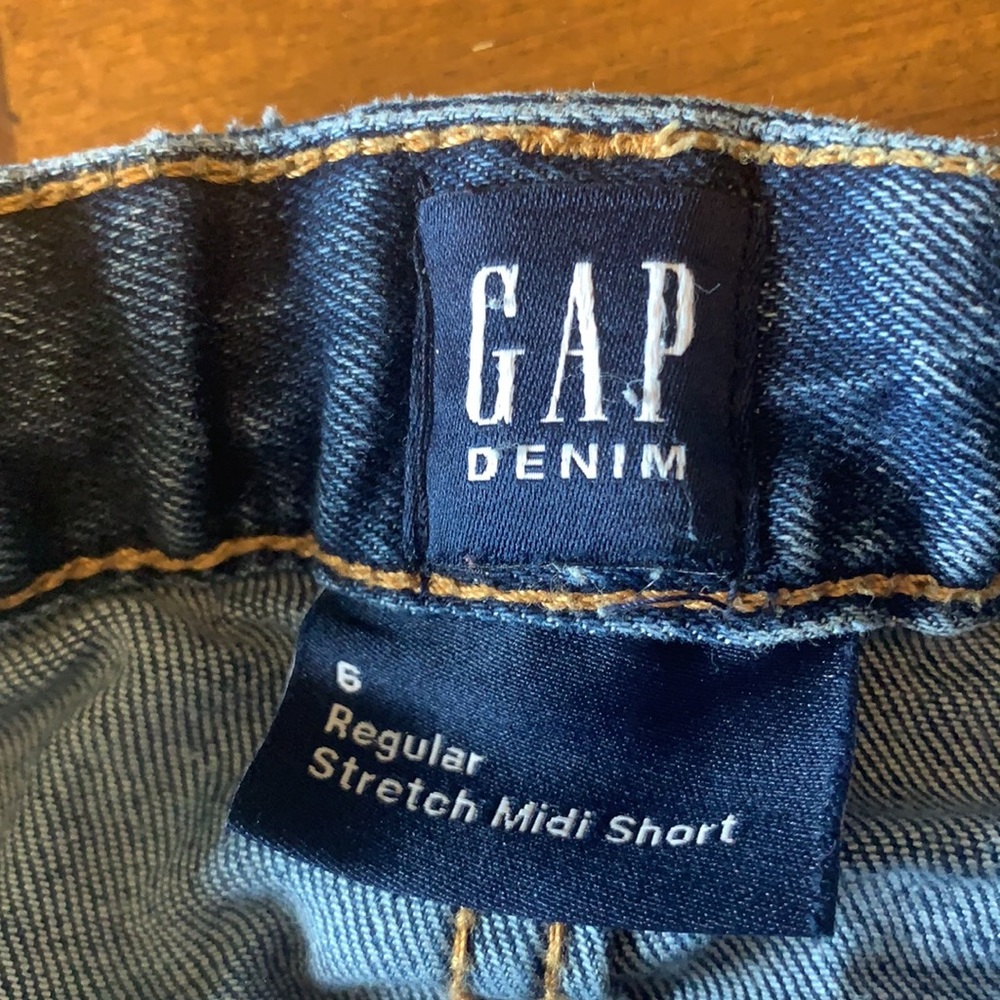 GAP
DENIM
6
Regular
Stretch Midi Short